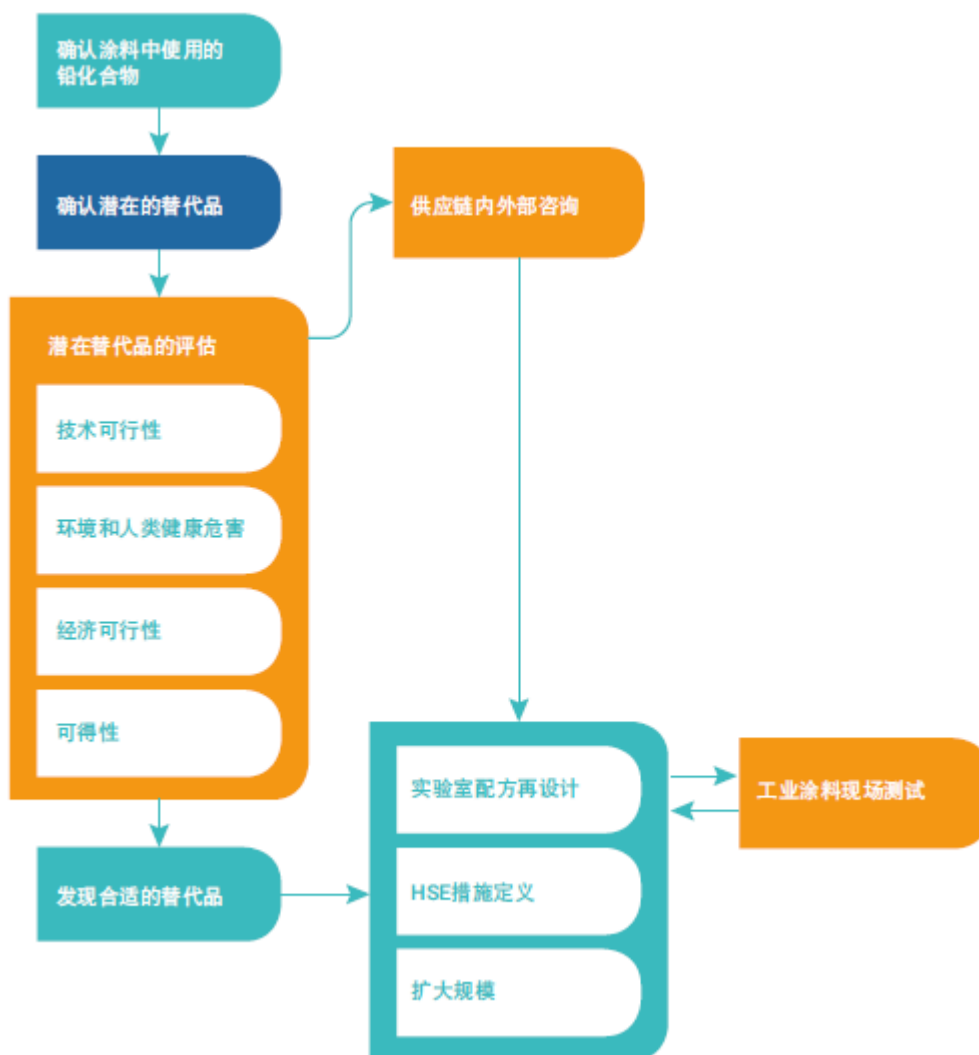 确认涂料中使用的
铅化合物
确认潜在的替代品
供应链内外部咨询
潜在替代品的评估
技术可行性
环境和人类健康危害
经济可行性
可得性
实验室配方再设计
工业涂料现场测试
发现合适的替代品
HSE措施定义
扩大规模